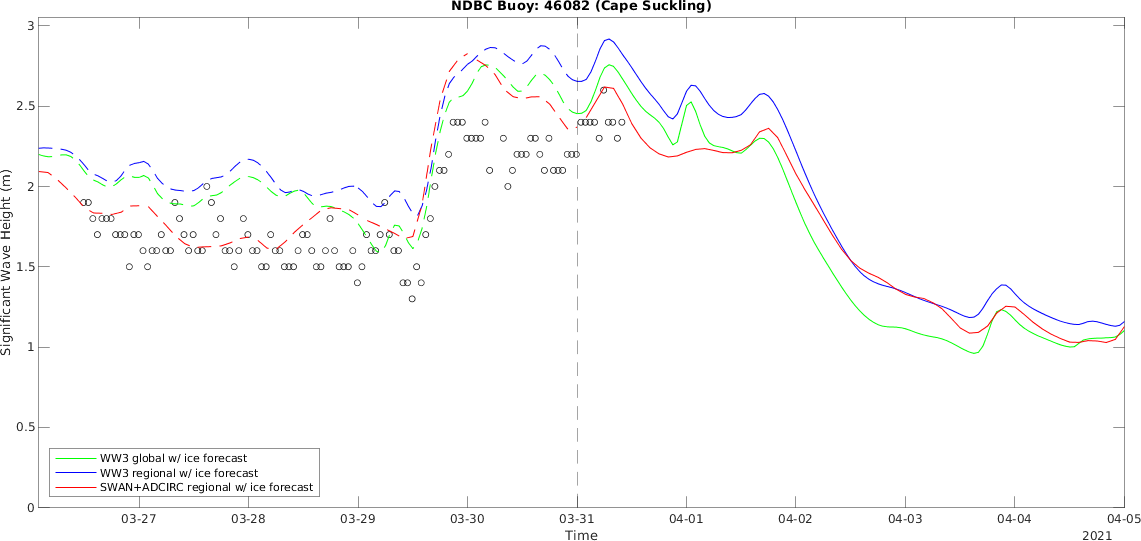 NDBC Buoy: 46082 (Cape Suckling)
3
2.5
2
1.5
1
0.5
0
Significant Wave Height (m)
WW3 global w/ ice forecast
WW3 regional w/ ice forecast
SWAN+ADCIRC regional w/ ice forecast
03-27 03-28 03-29 03-30 03-31 04-01 04-02 04-03 04-04 04-05
Time
2021